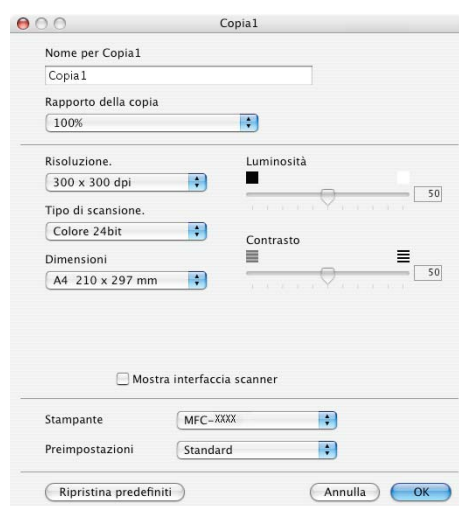 Copia1
Nome per Copia1
Copia1
Rapporto della copia
100%
Risoluzione.
300 x 300 dpi
Tipo di scansione.
Colore 24bit
Dimensioni
A4 210 x 297 mm
Luminosità
50
Contrasto
50
Mostra interfaccia scanner
Stampante
MFC-XXXX
Preimpostazioni
Standard
Ripristina predefiniti
Annulla
OK